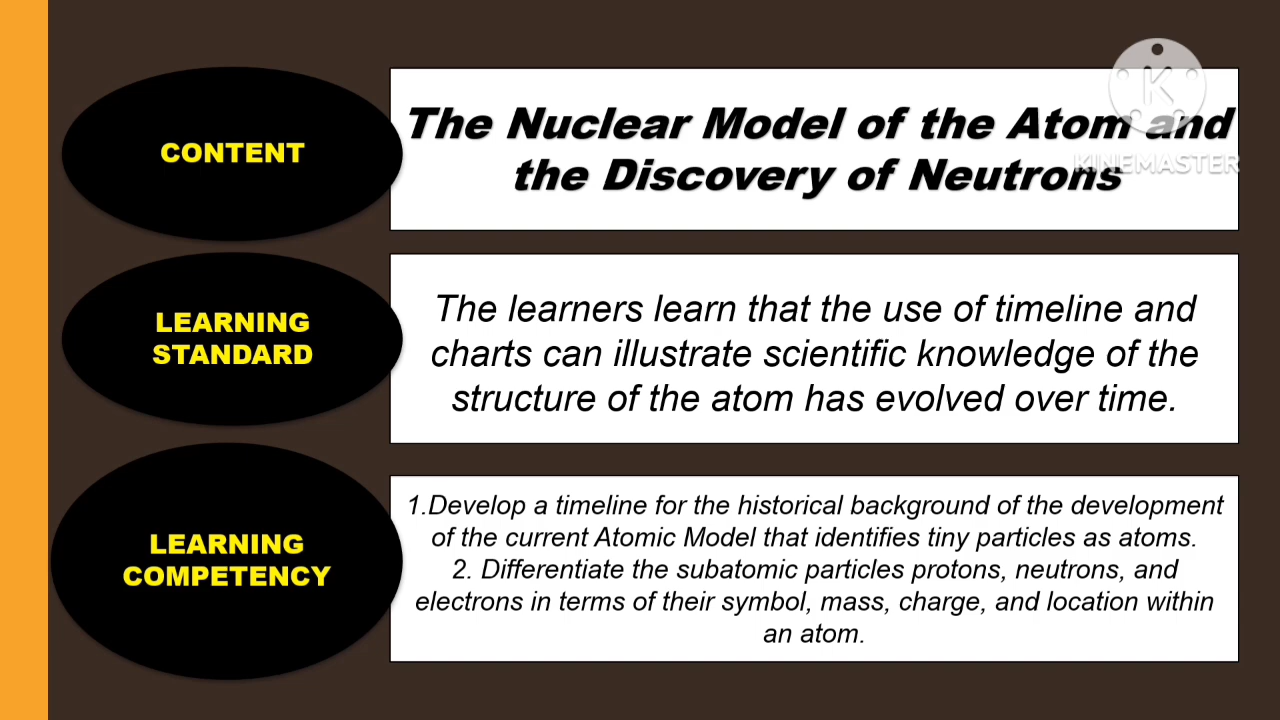 CONTENT
The Nuclear Model of the Atom and
the Discovery of Neutrons
K
KINEMASTER
LEARNING
STANDARD
The learners learn that the use of timeline and
charts can illustrate scientific knowledge of the
structure of the atom has evolved over time.
LEARNING
COMPETENCY
1.Develop a timeline for the historical background of the development
of the current Atomic Model that identifies tiny particles as atoms.
2. Differentiate the subatomic particles protons, neutrons, and
electrons in terms of their symbol, mass, charge, and location within
an atom.